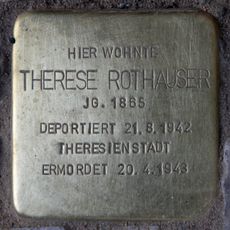 HIER WOHNTE
THERESE ROTHAUSER
JG. 1865
DEPORTIERT 21.8.1942
THERESIENSTADT
ERMORDET 20.4.1943